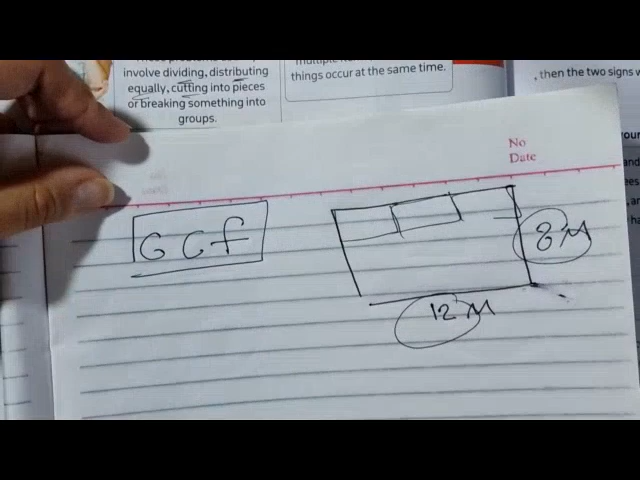 involve dividing, distributing
equally, cutting into pieces
or breaking something into
groups.
things occur at the same time.
, then the two signs
No
Date
GCf
8M
12M